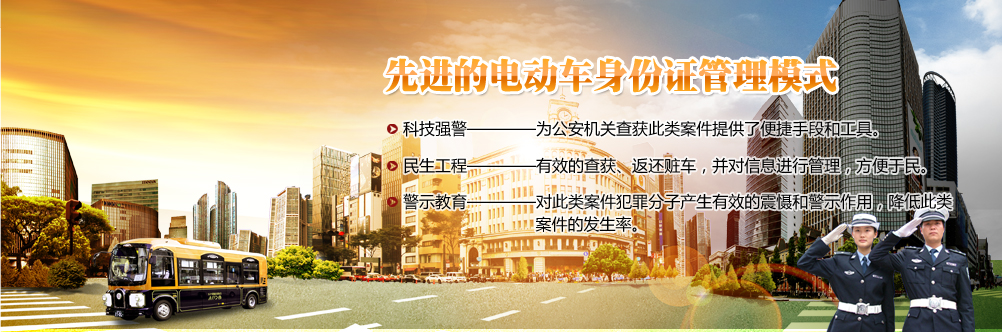 先进的电动车身份证管理模式
科技强警————为公安机关查获此类案件提供了便捷手段和工具。
民生工程————有效的查获、返还赃车，并对信息进行管理，方便于民。
警示教育————对此类案件犯罪分子产生有效的震慑和警示作用，降低此类
案件的发生率。